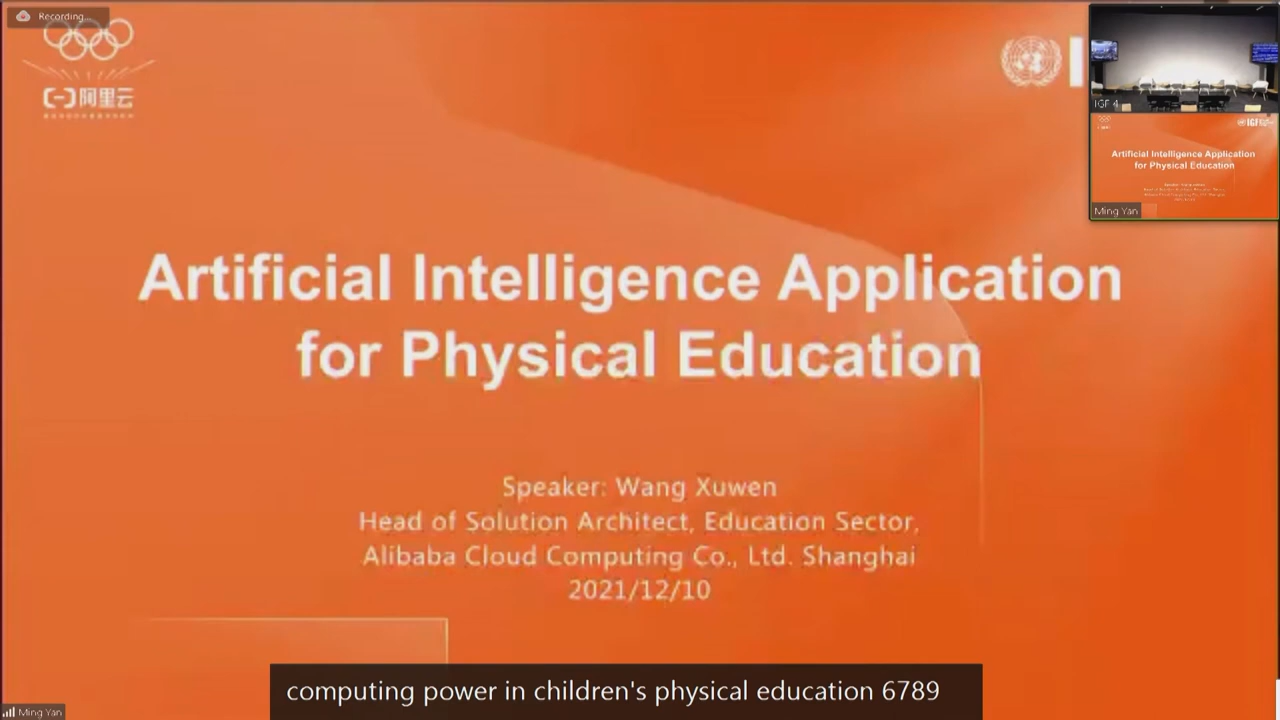 Recording...
阿里云
IGF 4
IGF
Artificial Intelligence Application
for Physical Education
Ming Yan
Artificial Intelligence Application
for Physical Education
Speaker: Wang Xuwen
Head of Solution Architect, Education Sector,
Alibaba Cloud Computing Co., Ltd. Shanghai
2021/12/10
computing power in children's physical education 6789
Ming Yan